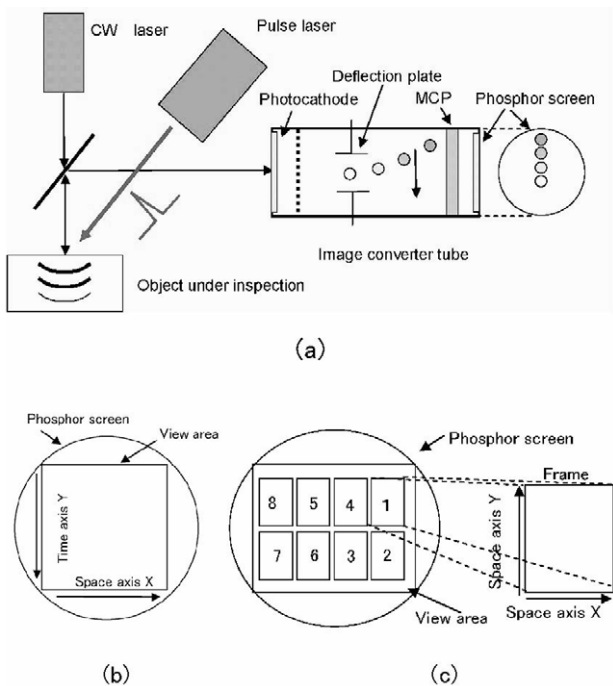 CW laser
Pulse laser
Deflection plate
Photocathode
MCP
Phosphor screen
Image converter tube
Object under inspection
(a)
Phosphor screen
View area
Time axis Y
Space axis X
(b)
Phosphor screen
8 5 4 1
7 6 3 2
View area
Frame
Space axis Y
Space axis X
(c)